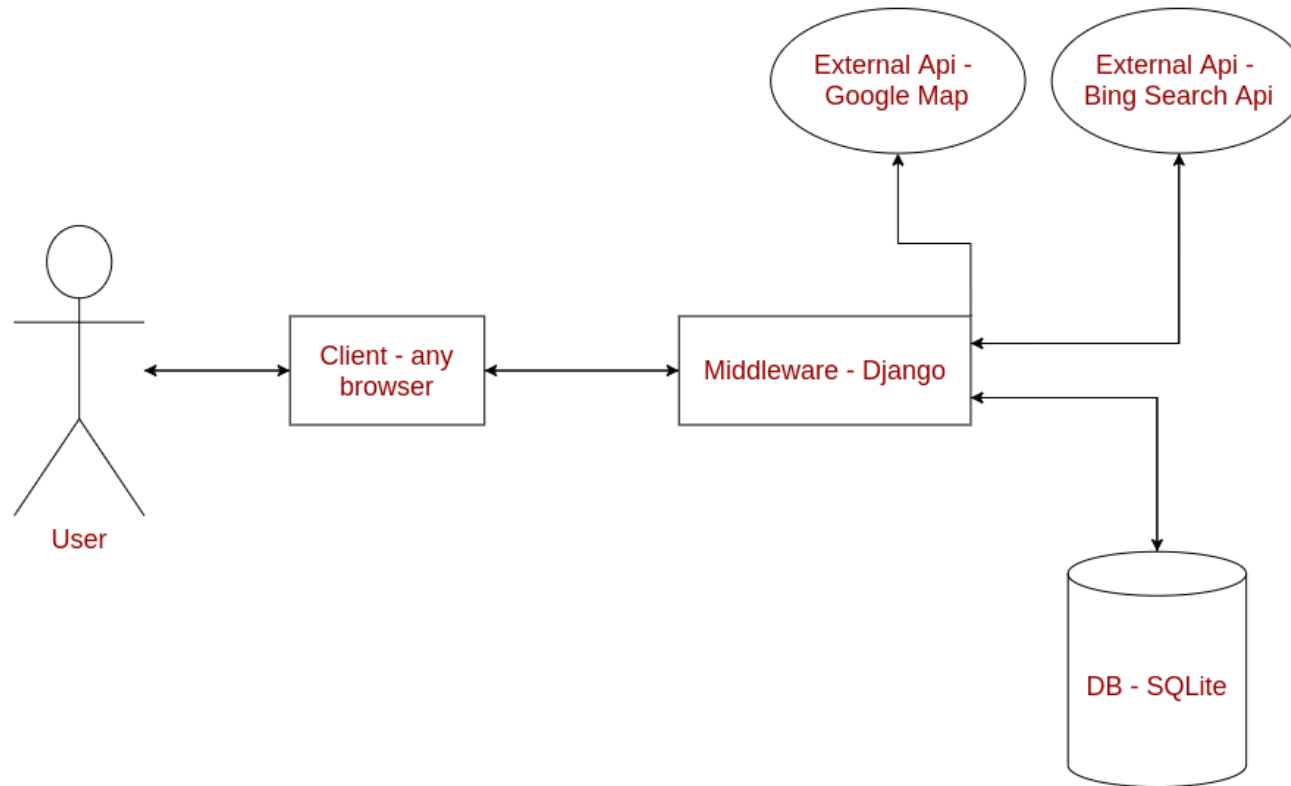 External Api -
Google Map
External Api -
Bing Search Api
Client - any
browser
Middleware - Django
User
DB - SQLite